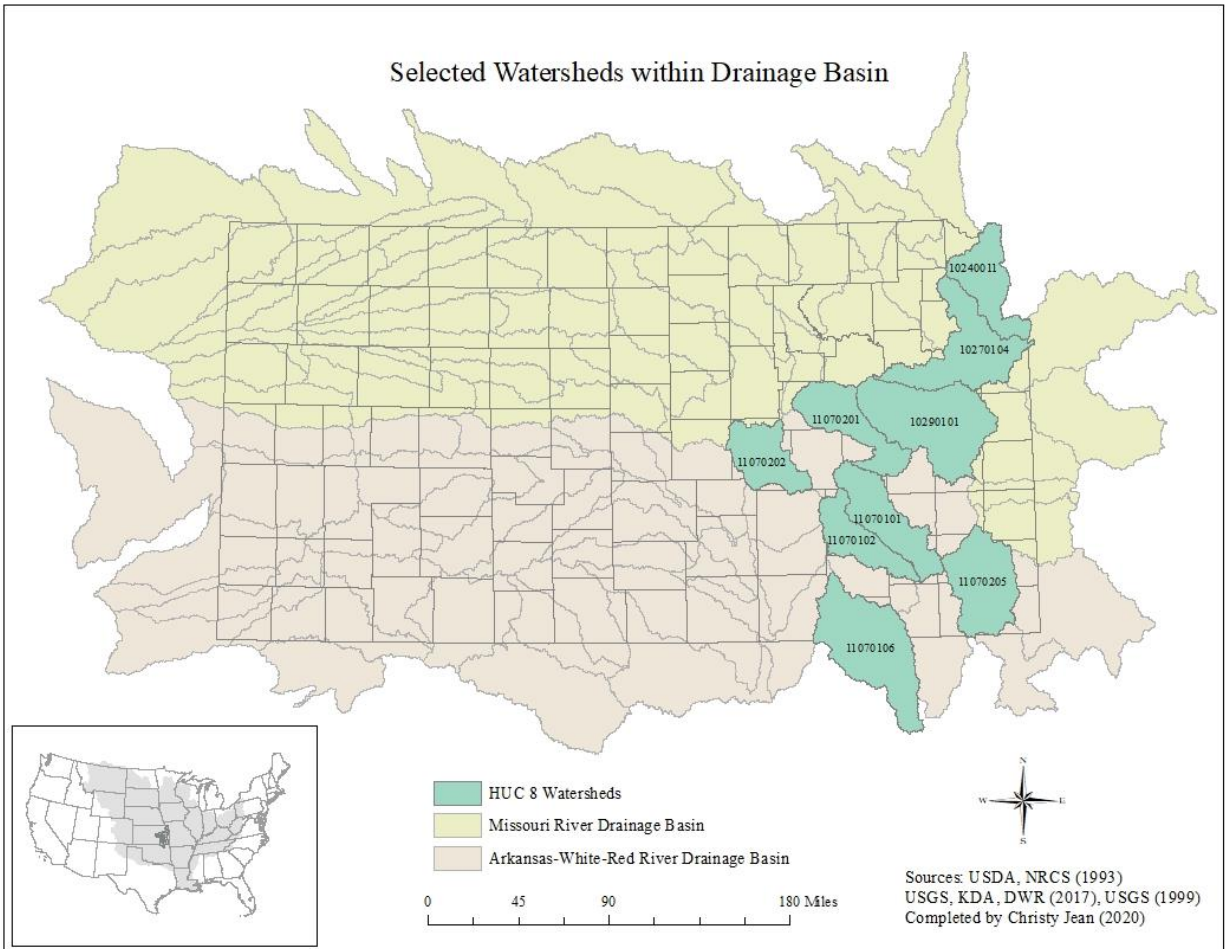 Selected Watersheds within Drainage Basin
10240011
10270104
11070201
10290101
11070202
11070101
11070102
11070205
11070106
N
W
E
S
HUC 8 Watersheds
Missouri River Drainage Basin
Arkansas-White-Red River Drainage Basin
0 45 90 180 Miles
Sources: USDA, NRCS (1993)
USGS, KDA, DWR (2017), USGS (1999)
Completed by Christy Jean (2020)